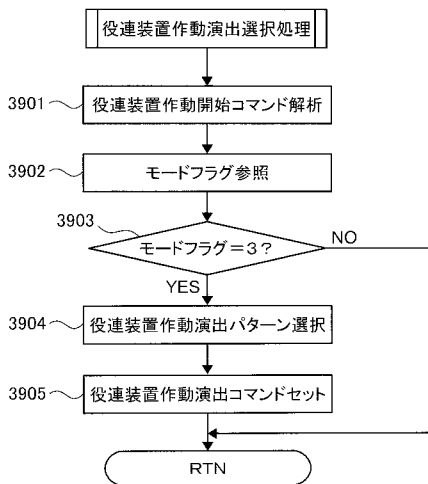 役連装置作動演出選択処理
3901
役連装置作動開始コマンド解析
3902
モードフラグ参照
3903
モードフラグ=3?
NO
YES
3904
役連装置作動演出パターン選択
3905
役連装置作動演出コマンドセット
RTN